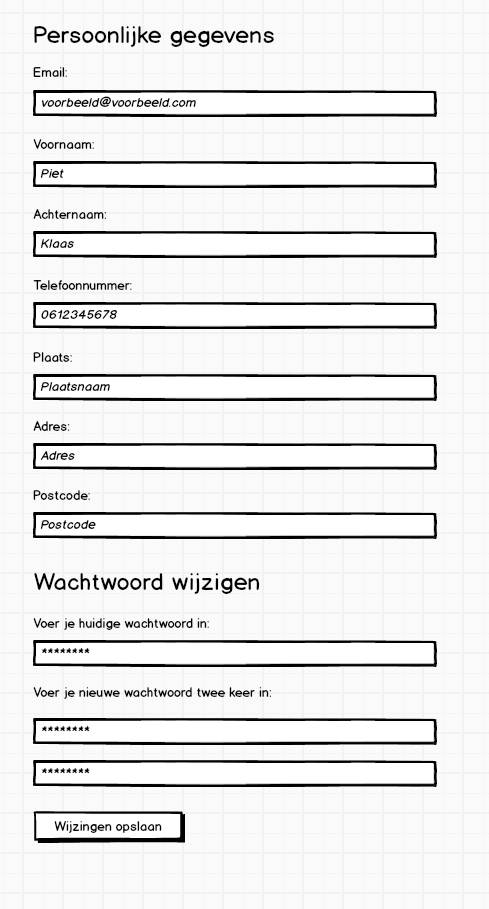 Persoonlijke gegevens
Email:
voorbeeld@voorbeeld.com
Voornaam:
Piet
Achternaam:
Klaas
Telefoonnummer:
0612345678
Plaats:
Plaatsnaam
Adres:
Adres
Postcode:
Postcode
Wachtwoord wijzigen
Voer je huidige wachtwoord in:
********
Voer je nieuwe wachtwoord twee keer in:
********
********
Wijzingen opslaan